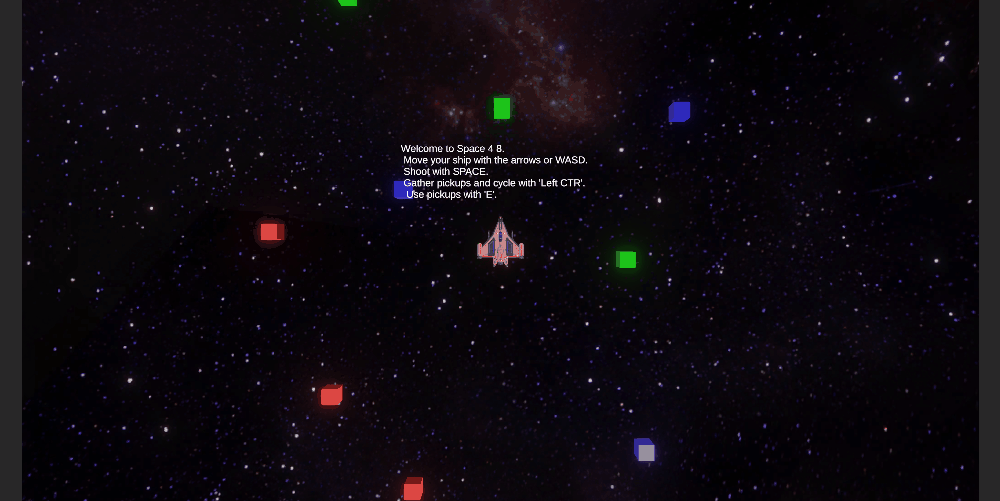 Welcome to Space 4 8.
Move your ship with the arrows or WASD.
Shoot with SPACE.
Gather pickups and cycle with 'Left CTR'.
Use pickups with 'E'.